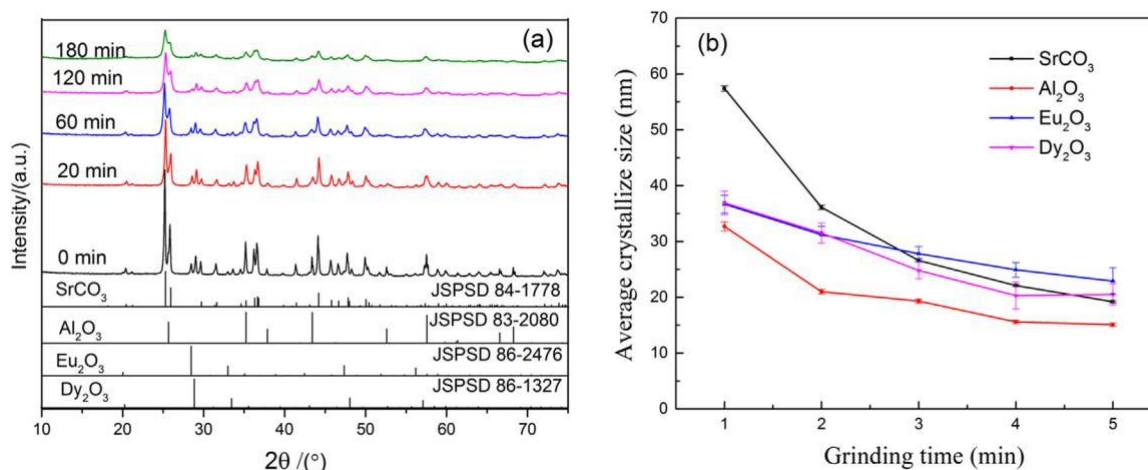 (a)
180 min
120 min
60 min
20 min
0 min
SrCO₃
JSPSD 84-1778
Al₂O₃
JSPSD 83-2080
Eu₂O₃
JSPSD 86-2476
Dy₂O₃
JSPSD 86-1327
Intensity/(a.u.)
10 20 30 40 50 60 70
2θ /(°)
(b)
SrCO₃
Al₂O₃
Eu₂O₃
Dy₂O₃
70
60
50
40
30
20
10
0
Average crystallize size (nm)
1 2 3 4 5
Grinding time (min)